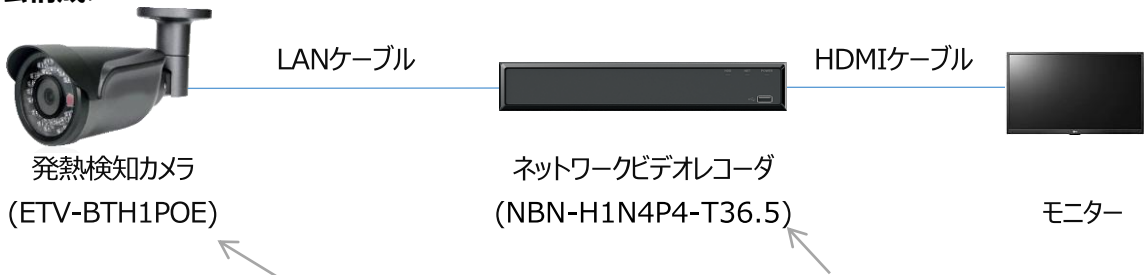 LANケーブル
HDMIケーブル
発熱検知カメラ
(ETV-BTH1POE)
ネットワークビデオレコーダ
(NBN-H1N4P4-T36.5)
モニター